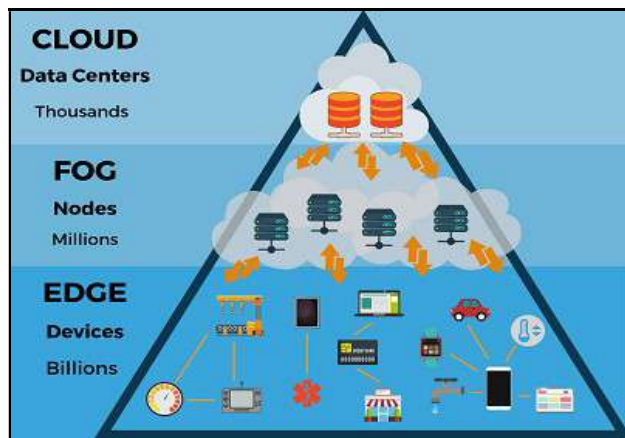 CLOUD
Data Centers
Thousands
FOG
Nodes
Millions
EDGE
Devices
Billions